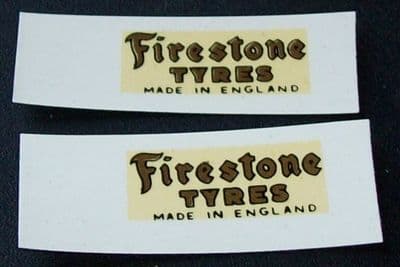 Firestone
TYRES
MADE IN ENGLAND
Firestone
TYRES
MADE IN ENGLAND